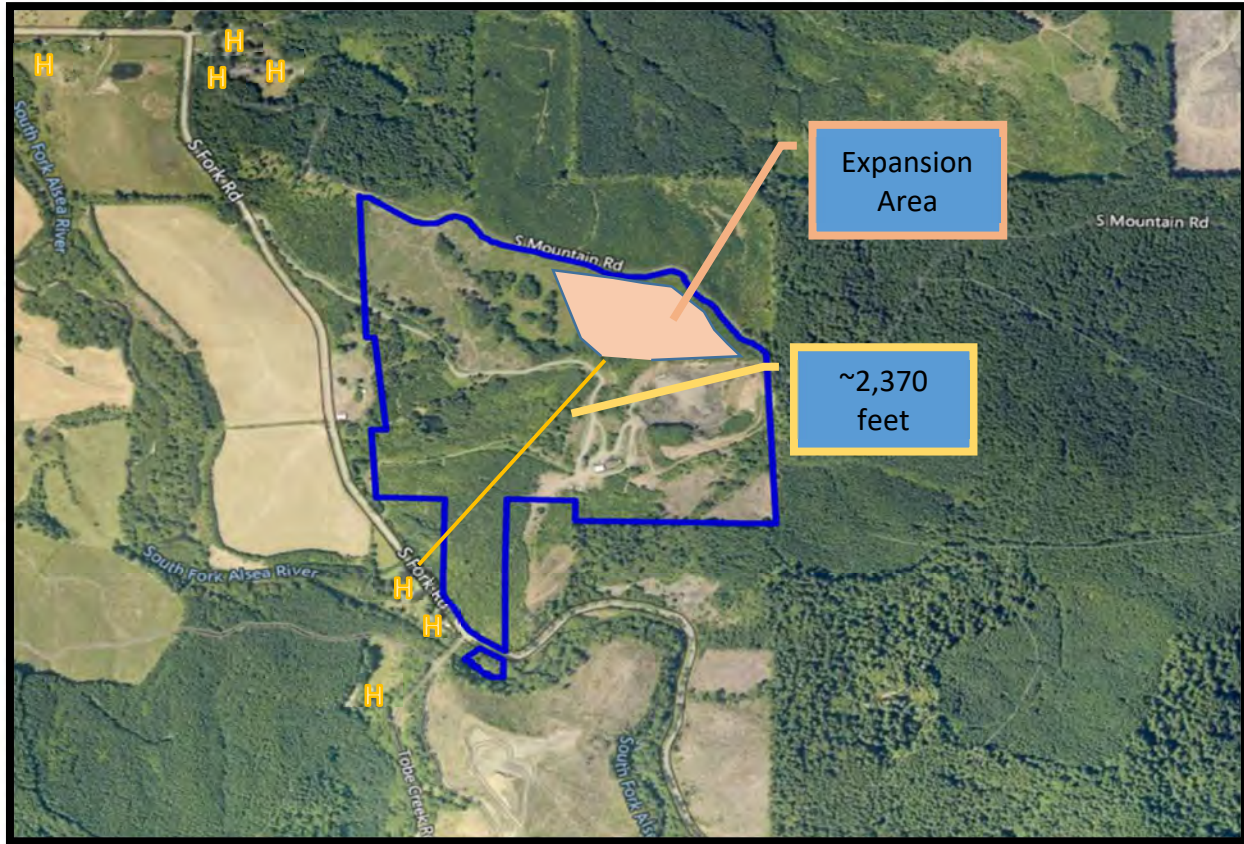 H
H
H
H
S Fork Rd
South Fork Alsea River
Expansion
Area
S Mountain Rd
S Mountain Rd
~2,370
feet
South Fork Alsea River
S Fork Rd
H
H
H
Tobe Creek R
South Fork Alsea